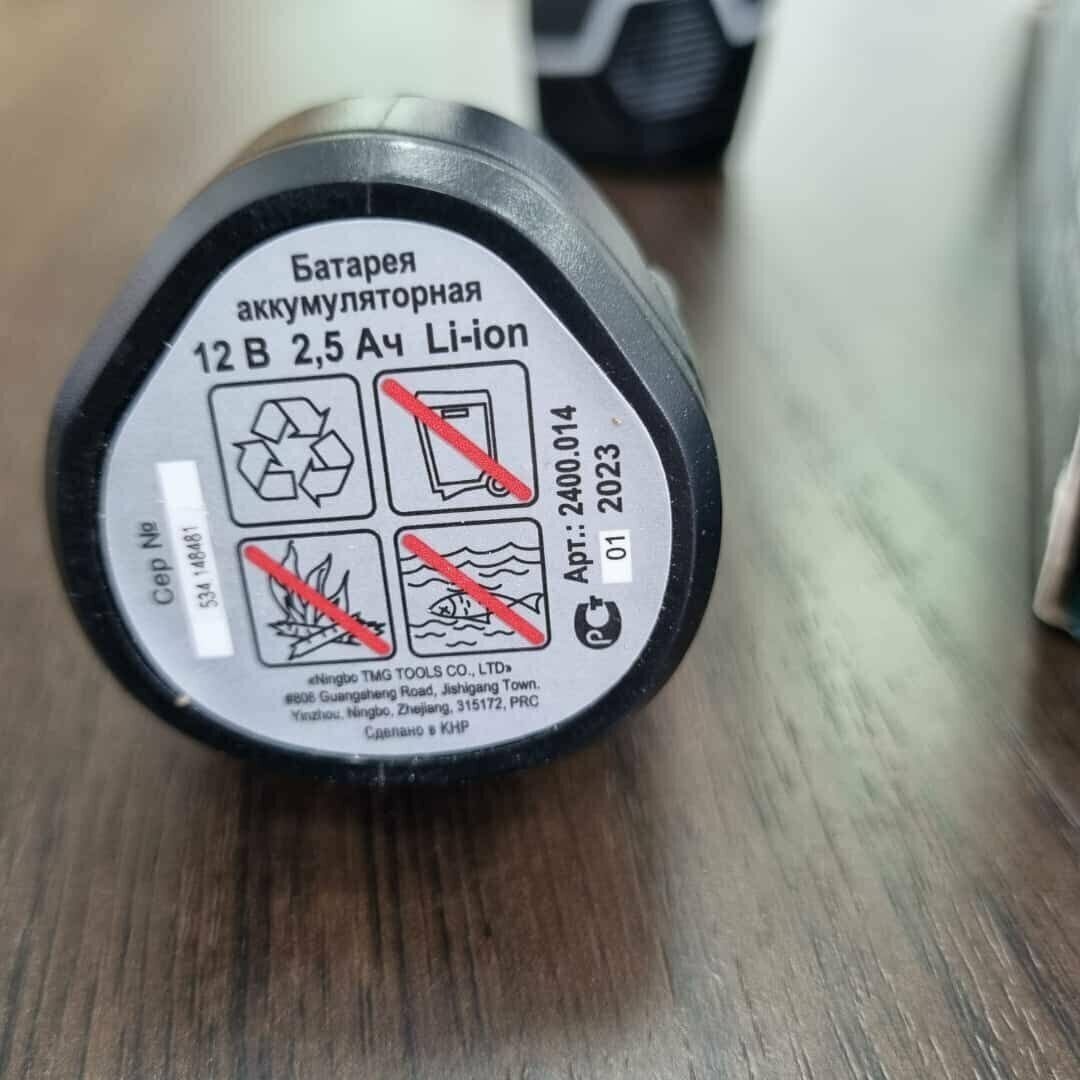 Батарея
аккумуляторная
12 В 2,5 Ач Li-ion
Арт.: 2400.014
01 2023
Сер №
534 148481
«Ningbo TMG TOOLS CO., LTD»
#808 Guangsheng Road, Jishigang Town.
Yinzhou, Ningbo, Zhejiang, 315172, PRC
Сделано в КНР